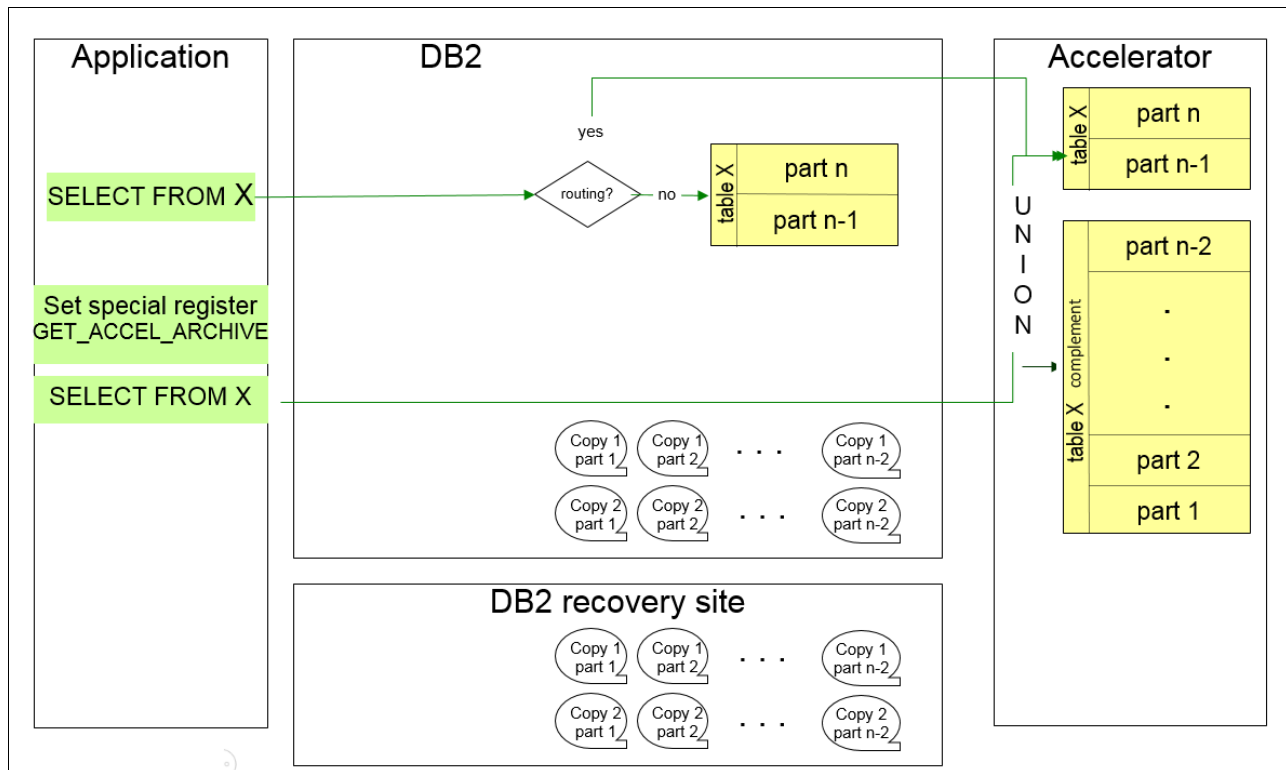 Application
SELECT FROM X
Set special register
GET_ACCEL_ARCHIVE
SELECT FROM X
DB2
yes
routing?
no
table X
part n
part n-1
Copy 1
part 1
Copy 1
part 2
. . .
Copy 1
part n-2
Copy 2
part 1
Copy 2
part 2
. . .
Copy 2
part n-2
DB2 recovery site
Copy 1
part 1
Copy 1
part 2
. . .
Copy 1
part n-2
Copy 2
part 1
Copy 2
part 2
. . .
Copy 2
part n-2
UNION
Accelerator
table X
part n
part n-1
table X complement
part n-2
.
.
.
part 2
part 1